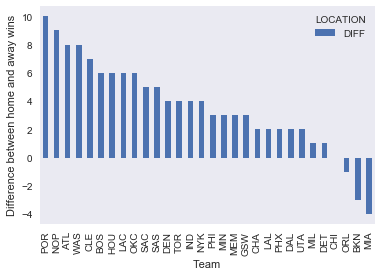 LOCATION
DIFF
Difference between home and away wins
10
8
6
4
2
0
−2
−4
POR NOP ATL WAS CLE BOS HOU LAC OKC SAC SAS DEN TOR IND NYK PHI MIN MEM GSW CHA LAL PHX DAL UTA MIL DET CHI ORL BKN MIA
Team